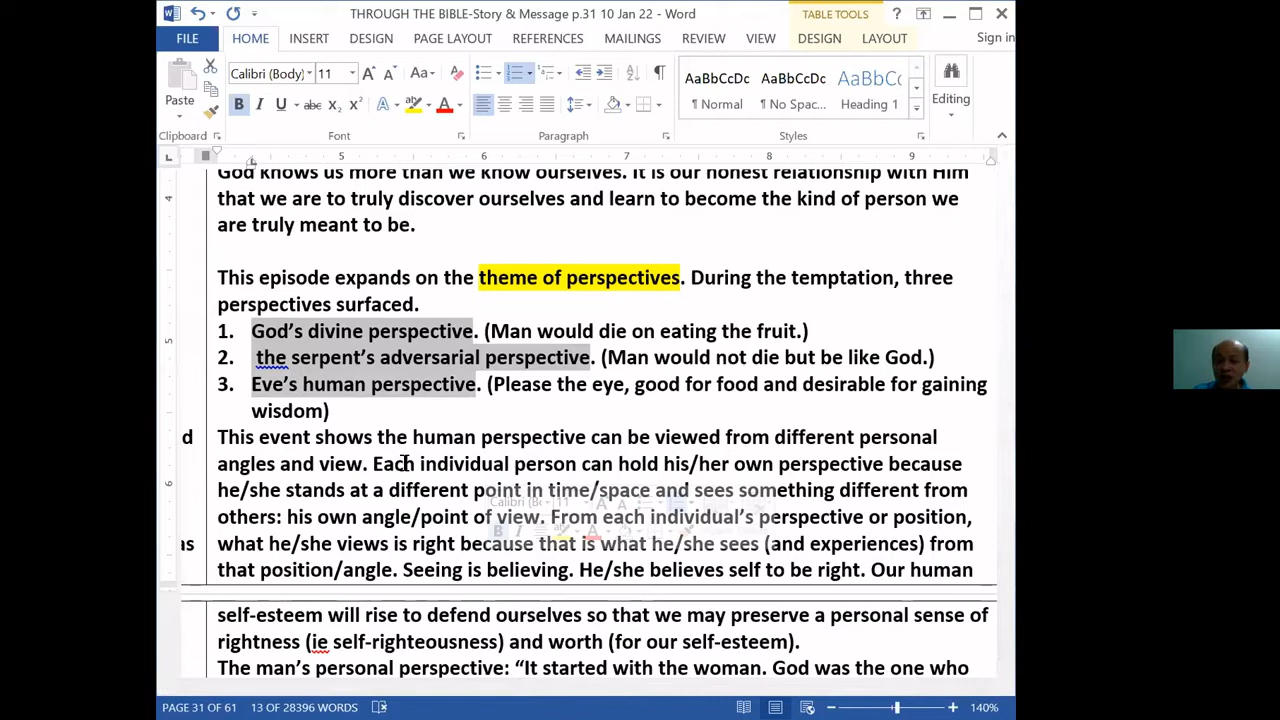 THROUGH THE BIBLE-Story & Message p.31 10 Jan 22 - Word
TABLE TOOLS
FILE HOME INSERT DESIGN PAGE LAYOUT REFERENCES MAILINGS REVIEW VIEW DESIGN LAYOUT Sign in
Calibri (Body) 11
AaBbCcDc AaBbCcDc AaBbCc
Paste
¶ Normal ¶ No Spac... Heading 1
Editing
Clipboard Font Paragraph Styles
5 6 7 8 9
God knows us more than we know ourselves. It is our honest relationship with Him
that we are to truly discover ourselves and learn to become the kind of person we
are truly meant to be.
This episode expands on the theme of perspectives. During the temptation, three
perspectives surfaced.
1. God’s divine perspective. (Man would die on eating the fruit.)
2. the serpent’s adversarial perspective. (Man would not die but be like God.)
3. Eve’s human perspective. (Please the eye, good for food and desirable for gaining
wisdom)
d This event shows the human perspective can be viewed from different personal
angles and view. Each individual person can hold his/her own perspective because
he/she stands at a different point in time/space and sees something different from
others: his own angle/point of view. From each individual’s perspective or position,
as what he/she views is right because that is what he/she sees (and experiences) from
that position/angle. Seeing is believing. He/she believes self to be right. Our human
self-esteem will rise to defend ourselves so that we may preserve a personal sense of
rightness (ie self-righteousness) and worth (for our self-esteem).
The man’s personal perspective: “It started with the woman. God was the one who
PAGE 31 OF 61 13 OF 28396 WORDS 140%